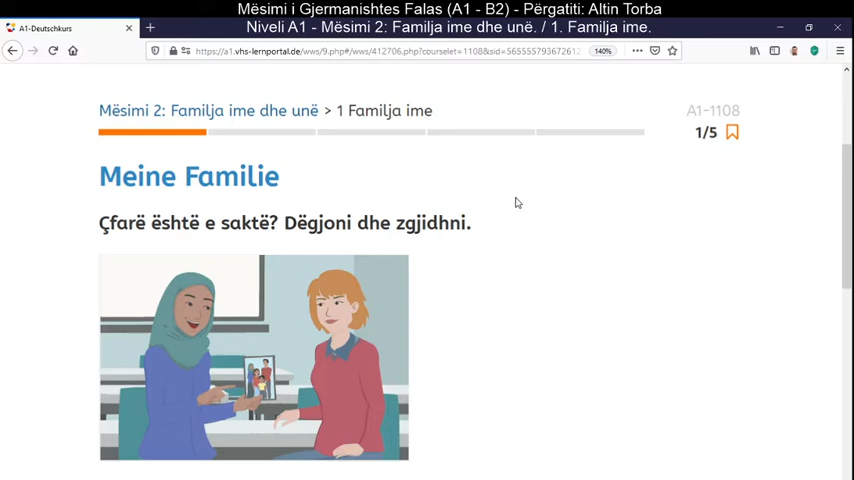 Mësimi i Gjermanishtes Falas (A1 - B2) - Përgatiti: Altin Torba
Niveli A1 - Mësimi 2: Familja ime dhe unë. / 1. Familja ime.
A1-Deutschkurs
https://a1.vhs-lernportal.de/wws/9.php#/wws/412706.php?courselet=1108&sid=565555793672612
140%
Mësimi 2: Familja ime dhe unë > 1 Familja ime
A1-1108
1/5
Meine Familie
Çfarë është e saktë? Dëgjoni dhe zgjidhni.